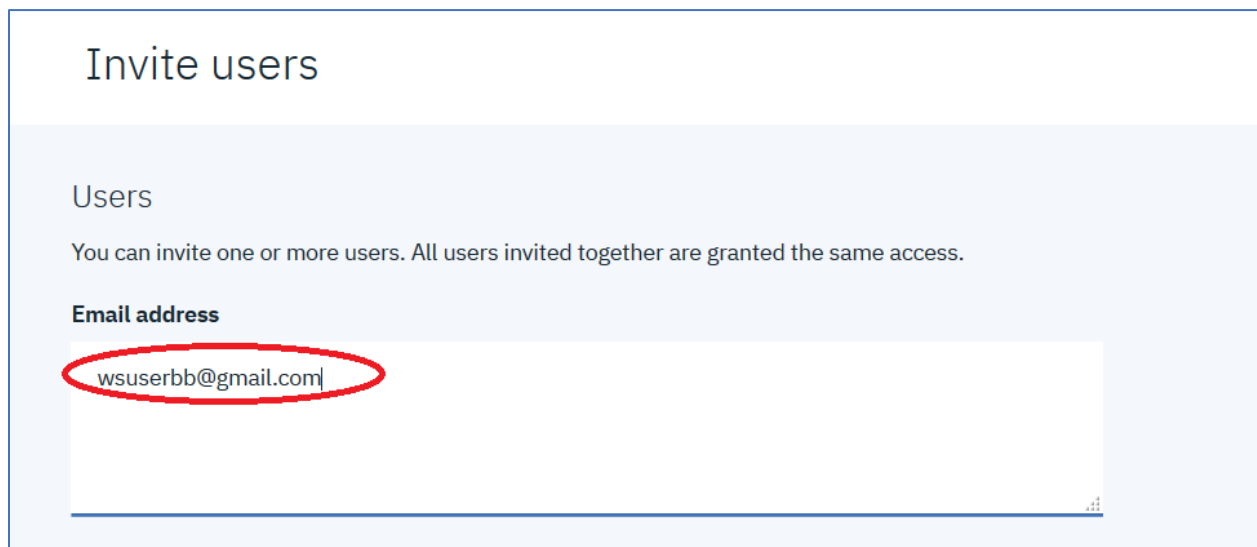 Invite users
Users
You can invite one or more users. All users invited together are granted the same access.
Email address
wsuserbb@gmail.com